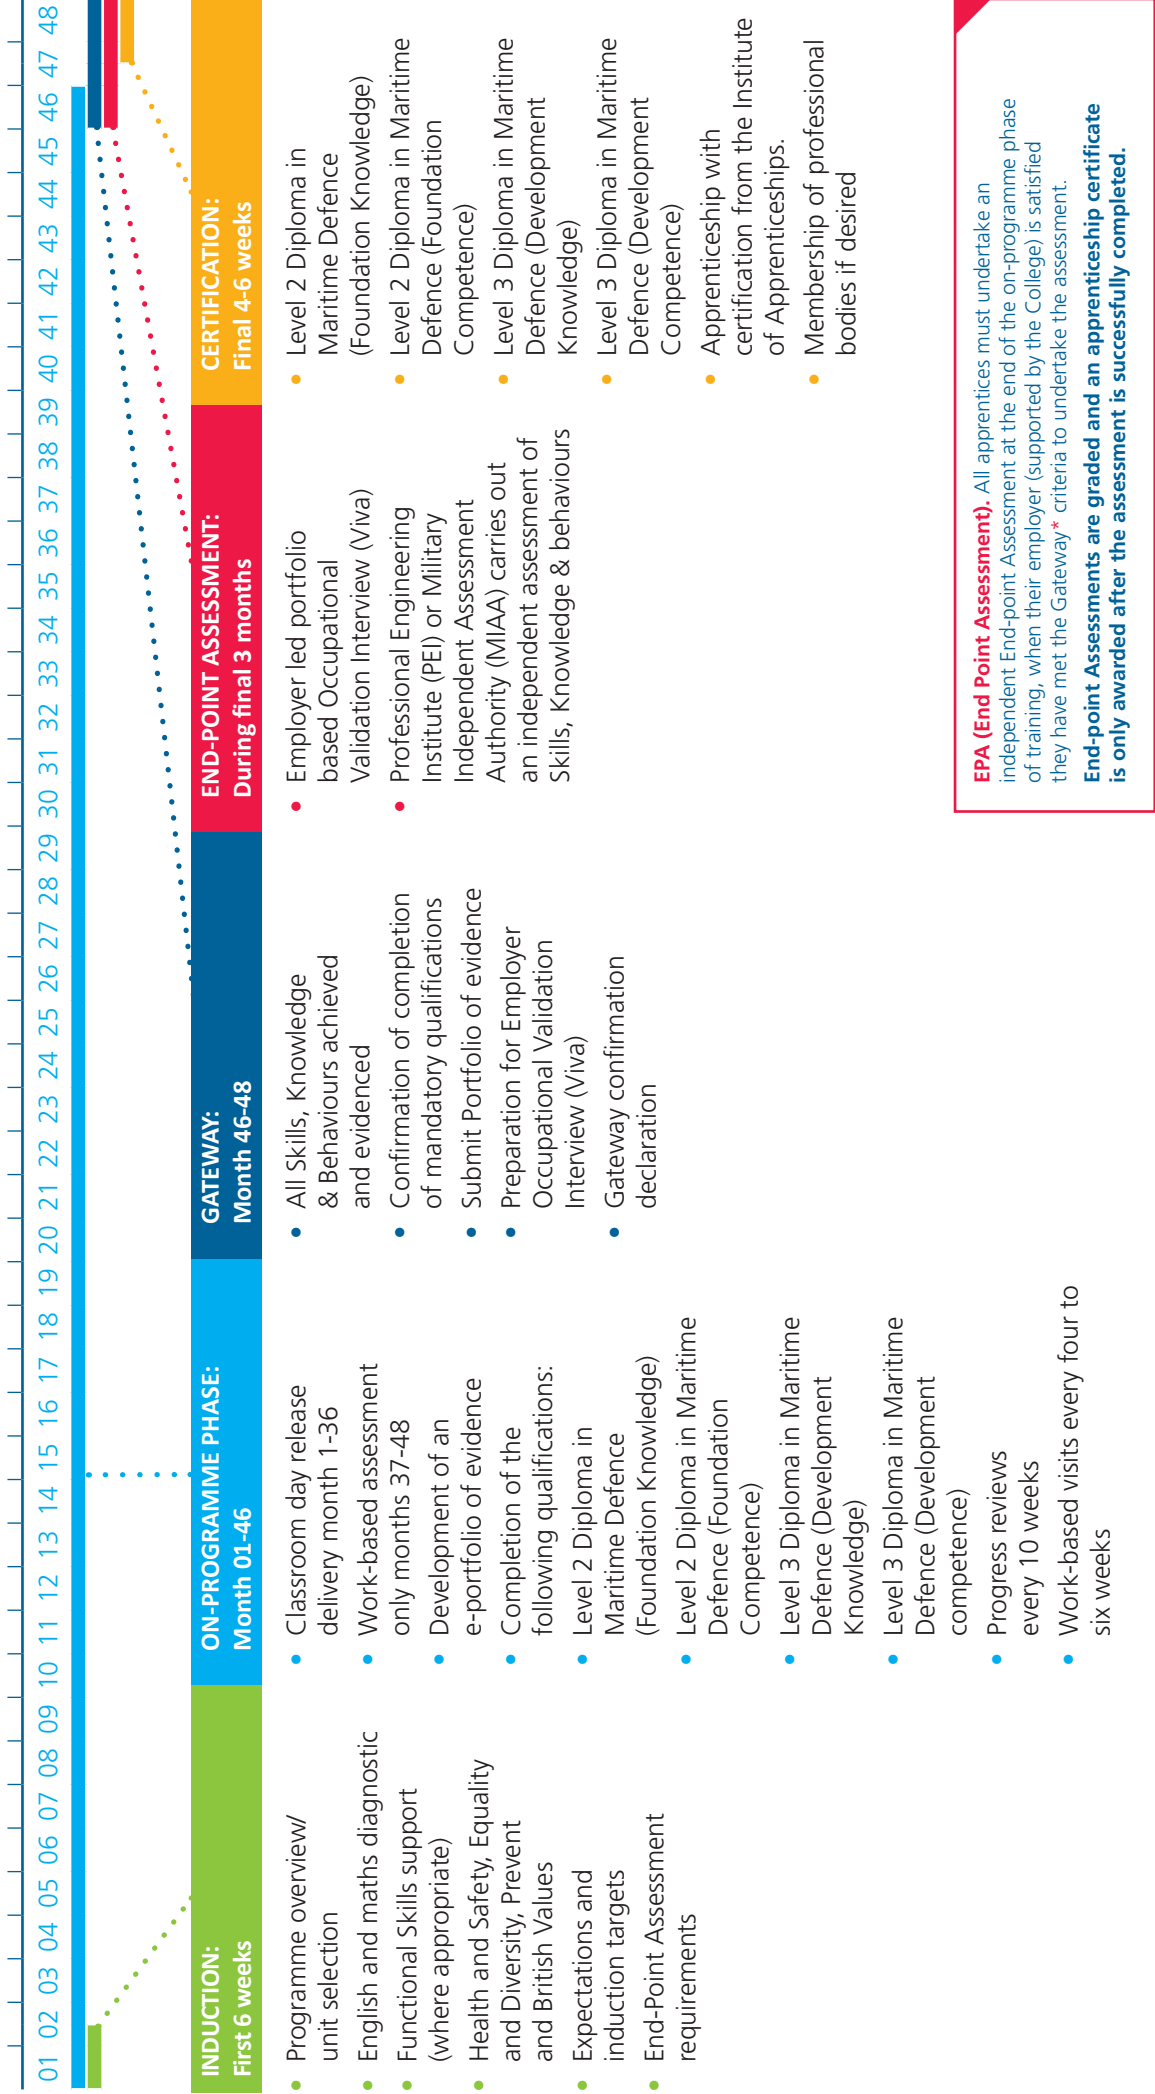 01 02 03 04 05 06 07 08 09 10 11 12 13 14 15 16 17 18 19 20 21 22 23 24 25 26 27 28 29 30 31 32 33 34 35 36 37 38 39 40 41 42 43 44 45 46 47 48
INDUCTION:
First 6 weeks
• Programme overview/
unit selection
• English and maths diagnostic
• Functional Skills support
(where appropriate)
• Health and Safety, Equality
and Diversity, Prevent
and British Values
• Expectations and
induction targets
• End-Point Assessment
requirements
ON-PROGRAMME PHASE:
Month 01-46
• Classroom day release
delivery month 1-36
• Work-based assessment
only months 37-48
• Development of an
e-portfolio of evidence
• Completion of the
following qualifications:
• Level 2 Diploma in
Maritime Defence
(Foundation Knowledge)
• Level 2 Diploma in Maritime
Defence (Foundation
Competence)
• Level 3 Diploma in Maritime
Defence (Development
Knowledge)
• Level 3 Diploma in Maritime
Defence (Development
competence)
• Progress reviews
every 10 weeks
• Work-based visits every four to
six weeks
GATEWAY:
Month 46-48
• All Skills, Knowledge
& Behaviours achieved
and evidenced
• Confirmation of completion
of mandatory qualifications
• Submit Portfolio of evidence
• Preparation for Employer
Occupational Validation
Interview (Viva)
• Gateway confirmation
declaration
END-POINT ASSESSMENT:
During final 3 months
• Employer led portfolio
based Occupational
Validation Interview (Viva)
• Professional Engineering
Institute (PEI) or Military
Independent Assessment
Authority (MIAA) carries out
an independent assessment of
Skills, Knowledge & behaviours
CERTIFICATION:
Final 4-6 weeks
• Level 2 Diploma in
Maritime Defence
(Foundation Knowledge)
• Level 2 Diploma in Maritime
Defence (Foundation
Competence)
• Level 3 Diploma in Maritime
Defence (Development
Knowledge)
• Level 3 Diploma in Maritime
Defence (Development
Competence)
• Apprenticeship with
certification from the Institute
of Apprenticeships.
• Membership of professional
bodies if desired
EPA (End Point Assessment). All apprentices must undertake an
independent End-point Assessment at the end of the on-programme phase
of training, when their employer (supported by the College) is satisfied
they have met the Gateway* criteria to undertake the assessment.
End-point Assessments are graded and an apprenticeship certificate
is only awarded after the assessment is successfully completed.